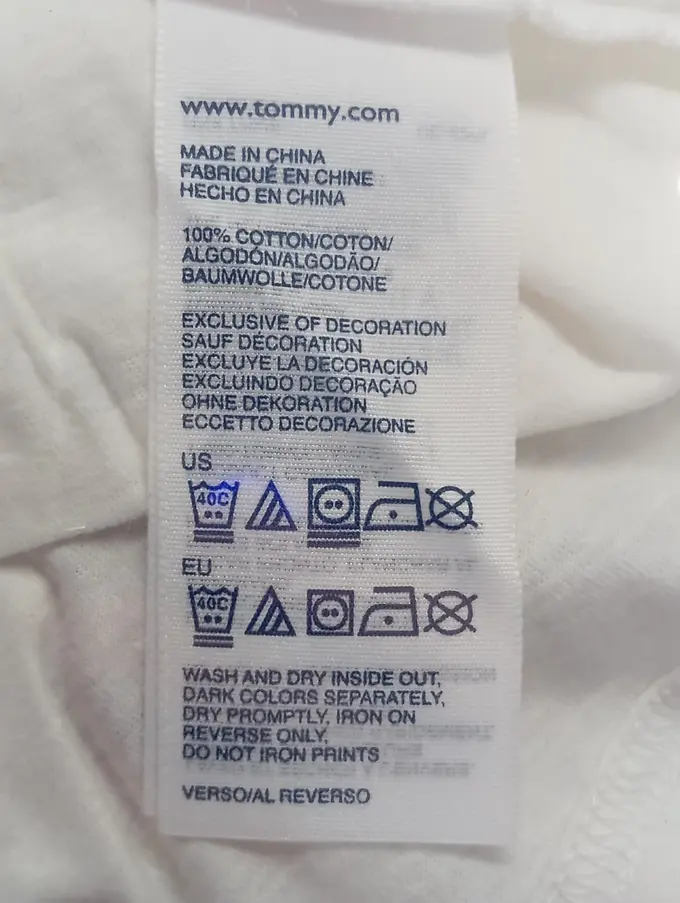 www.tommy.com
MADE IN CHINA
FABRIQUÉ EN CHINE
HECHO EN CHINA
100% COTTON/COTON/
ALGODÓN/ALGODÃO/
BAUMWOLLE/COTONE
EXCLUSIVE OF DECORATION
SAUF DÉCORATION
EXCLUYE LA DECORACIÓN
EXCLUINDO DECORAÇAO
OHNE DEKORATION
ECCETTO DECORAZIONE
US
40C
EU
40C
WASH AND DRY INSIDE OUT,
DARK COLORS SEPARATELY,
DRY PROMPTLY, IRON ON
REVERSE ONLY,
DO NOT IRON PRINTS
VERSO/AL REVERSO